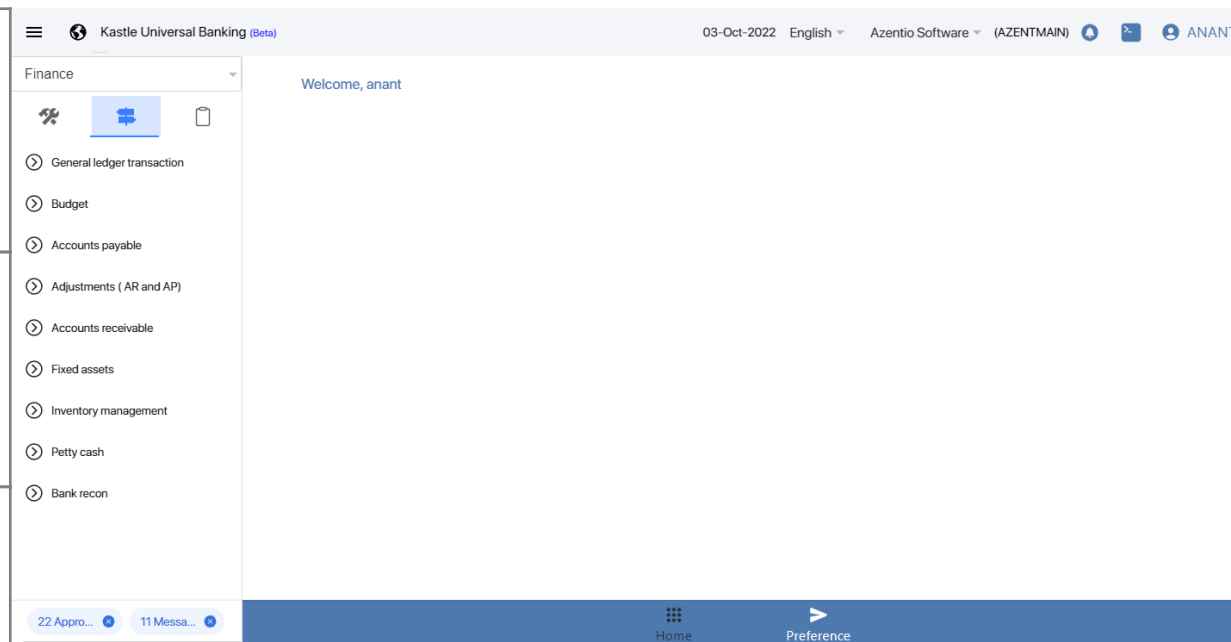 Kastle Universal Banking (Beta) 03-Oct-2022 English Azentio Software (AZENTMAIN) ANANT
Finance
Welcome, anant
General ledger transaction
Budget
Accounts payable
Adjustments ( AR and AP)
Accounts receivable
Fixed assets
Inventory management
Petty cash
Bank recon
22 Appro... 11 Messa... Home Preference